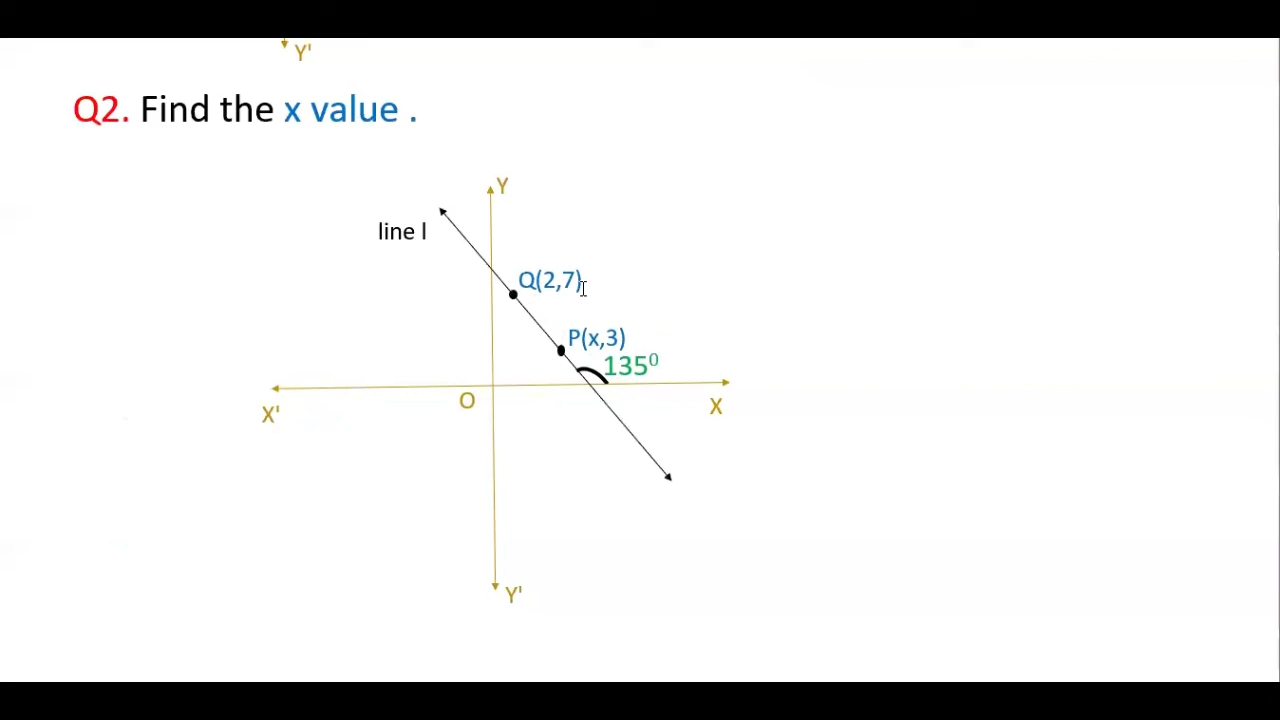 Y'
Q2. Find the x value .
Y
line l
Q(2,7)
P(x,3)
135⁰
O
X'
X
Y'